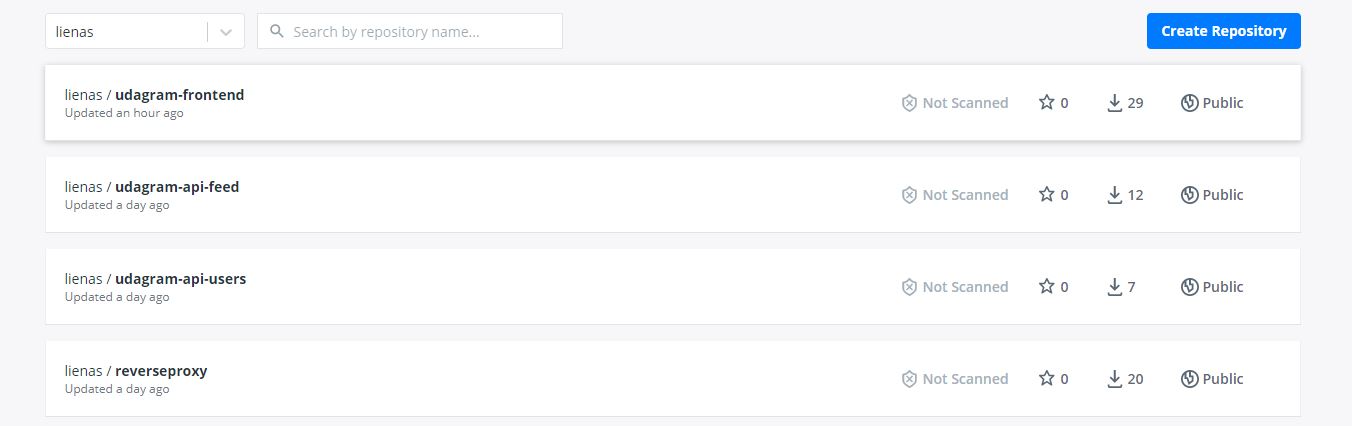 lienas
Search by repository name...
Create Repository
lienas / udagram-frontend
Updated an hour ago
Not Scanned
0
29
Public
lienas / udagram-api-feed
Updated a day ago
Not Scanned
0
12
Public
lienas / udagram-api-users
Updated a day ago
Not Scanned
0
7
Public
lienas / reverseproxy
Updated a day ago
Not Scanned
0
20
Public